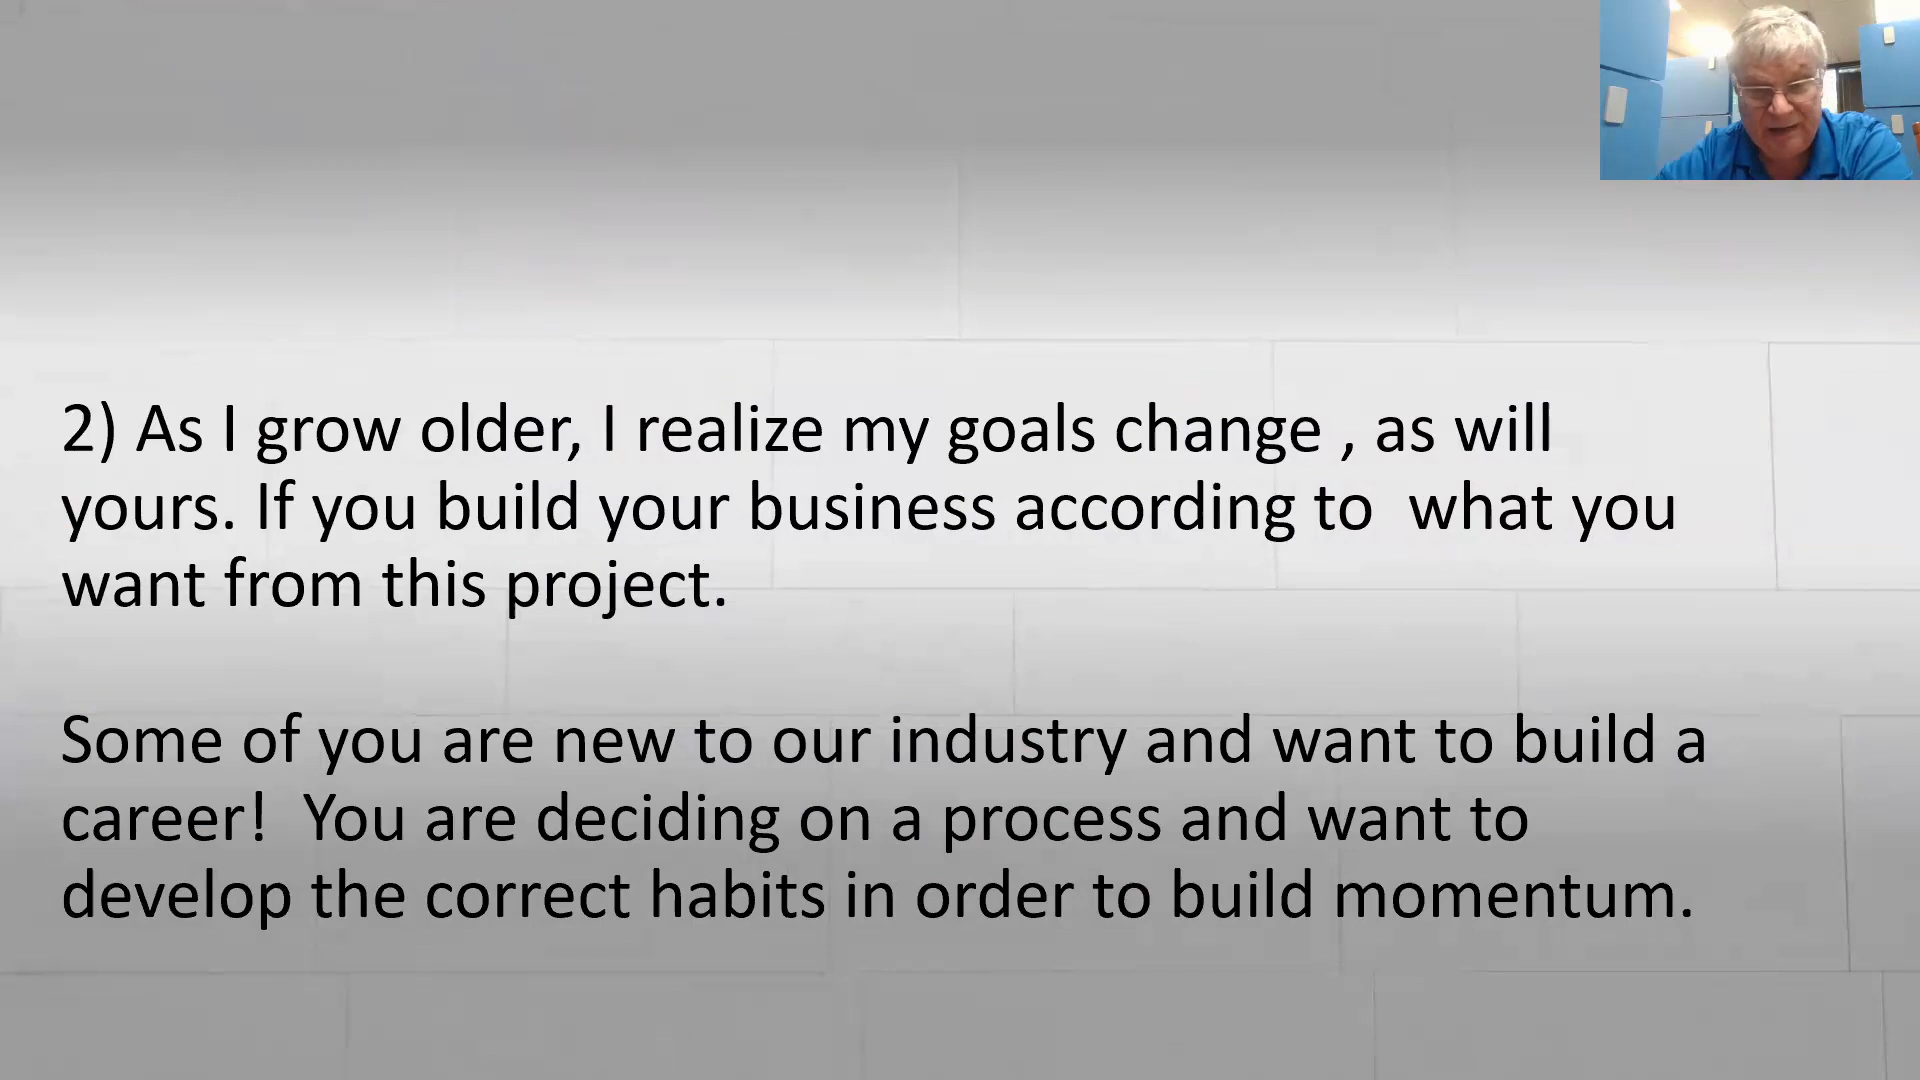 2) As I grow older, I realize my goals change , as will
yours. If you build your business according to  what you
want from this project.
Some of you are new to our industry and want to build a
career!  You are deciding on a process and want to
develop the correct habits in order to build momentum.